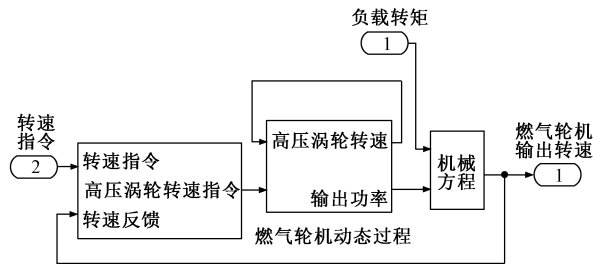 负载转矩
1
转速
指令
2
转速指令
高压涡轮转速指令
转速反馈
高压涡轮转速
输出功率
燃气轮机动态过程
机械
方程
燃气轮机
输出转速
1